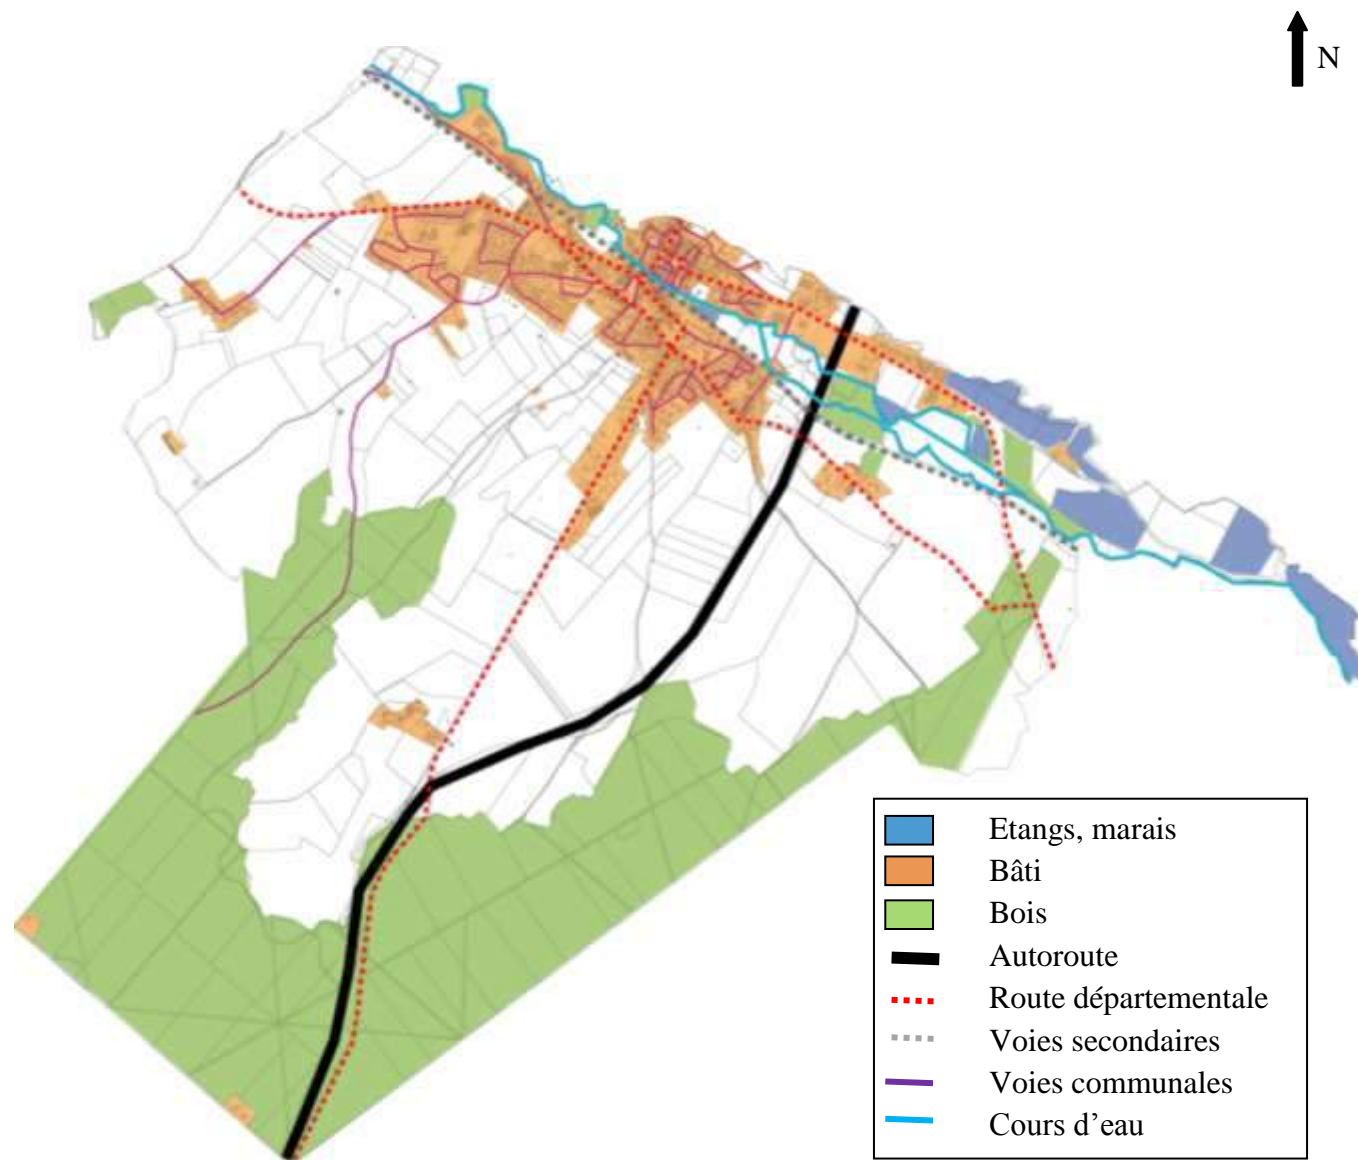 N
Etangs, marais
Bâti
Bois
Autoroute
Route départementale
Voies secondaires
Voies communales
Cours d’eau